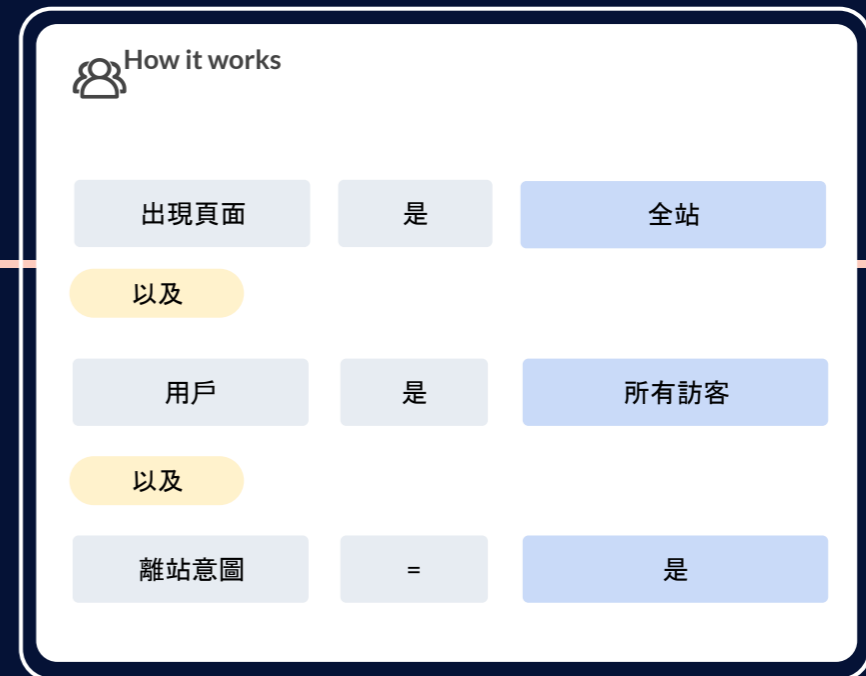 How it works
出現頁面 是 全站
以及
用戶 是 所有訪客
以及
離站意圖 = 是